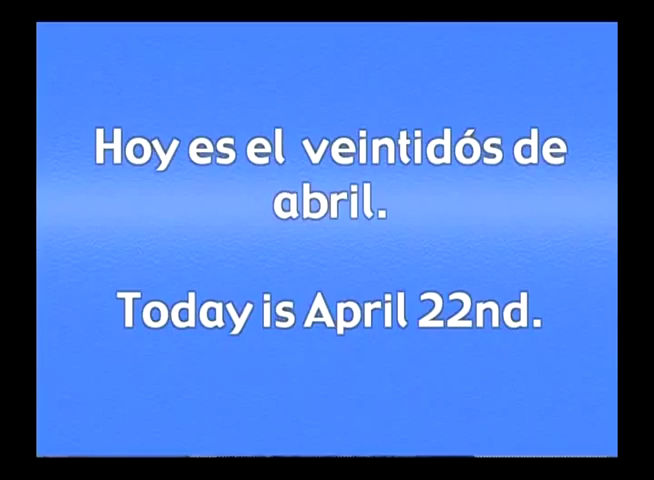 Hoy es el veintidós de
abril.
Today is April 22nd.